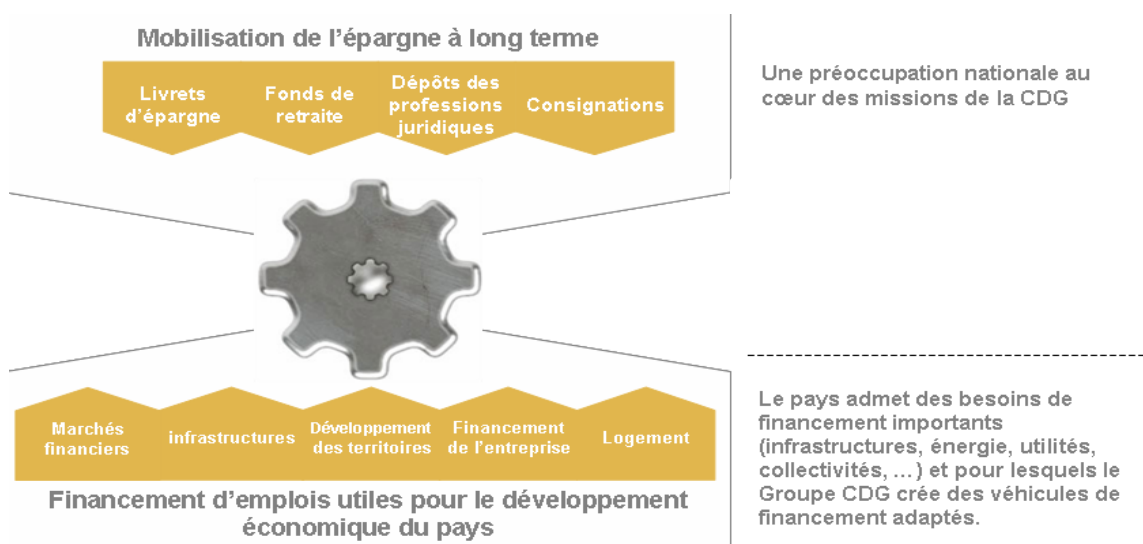 Mobilisation de l'épargne à long terme
Livrets
d'épargne
Fonds de
retraite
Dépôts des
professions
juridiques
Consignations
Une préoccupation nationale au
cœur des missions de la CDG
Marchés
financiers
infrastructures
Développement
des territoires
Financement
de l'entreprise
Logement
Financement d'emplois utiles pour le développement
économique du pays
Le pays admet des besoins de
financement importants
(infrastructures, énergie, utilités,
collectivités, ...) et pour lesquels le
Groupe CDG crée des véhicules de
financement adaptés.